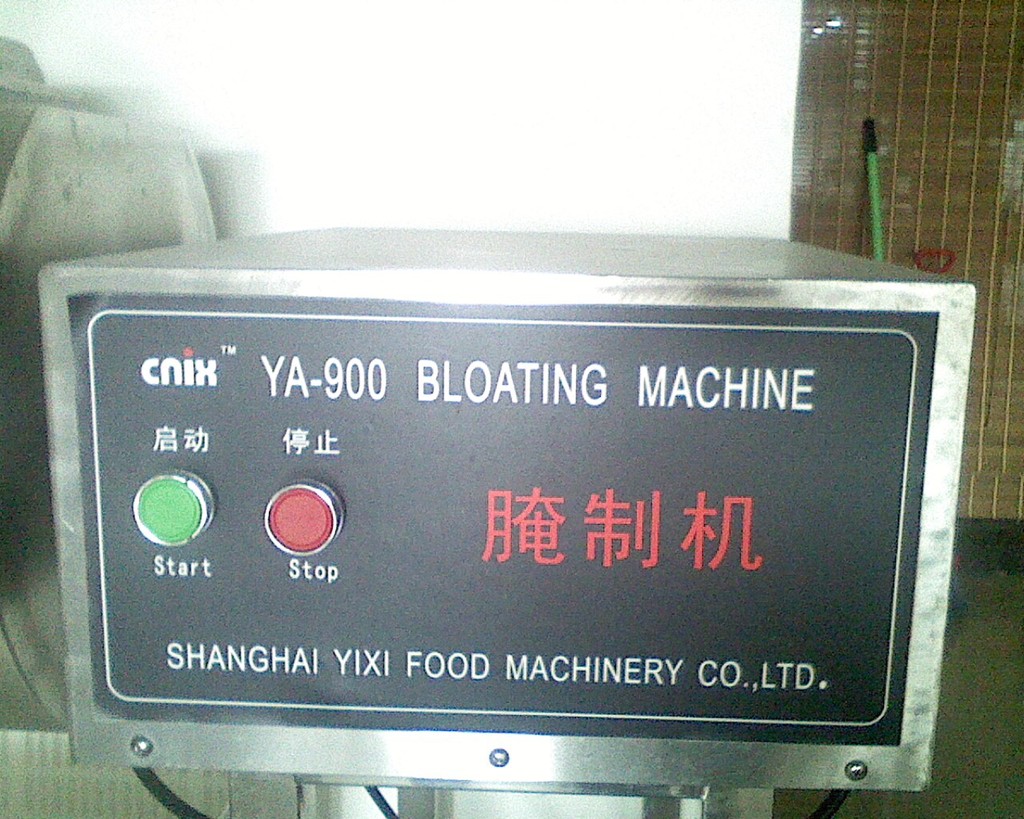 cnix™ YA-900 BLOATING MACHINE
启动 停止
Start Stop
腌制机
SHANGHAI YIXI FOOD MACHINERY CO.,LTD.